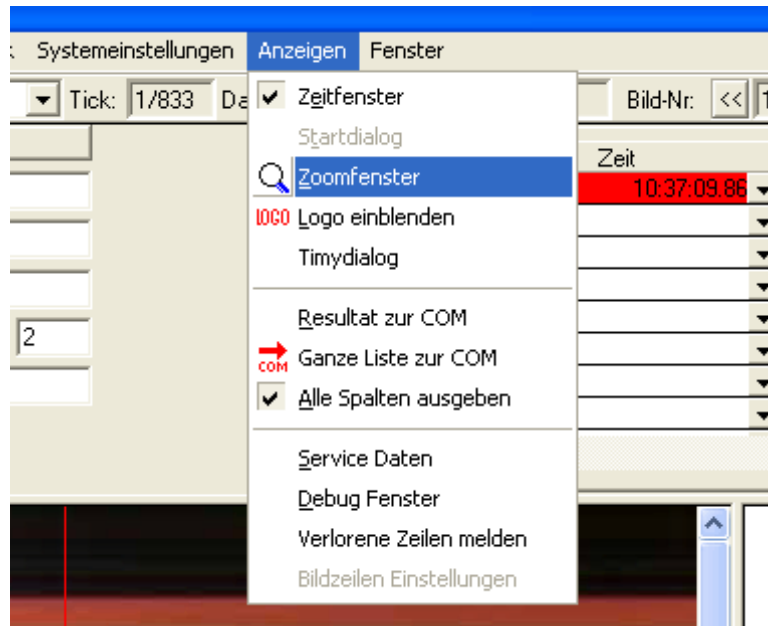 Systemeinstellungen Anzeigen Fenster
Tick: 1/833 Da Bild-Nr: << 1
Zeitfenster
Startdialog
Zeit
Zoomfenster
10:37:09.86
LOGO Logo einblenden
Timydialog
Resultat zur COM
2
COM Ganze Liste zur COM
Alle Spalten ausgeben
Service Daten
Debug Fenster
Verlorene Zeilen melden
Bildzeilen Einstellungen